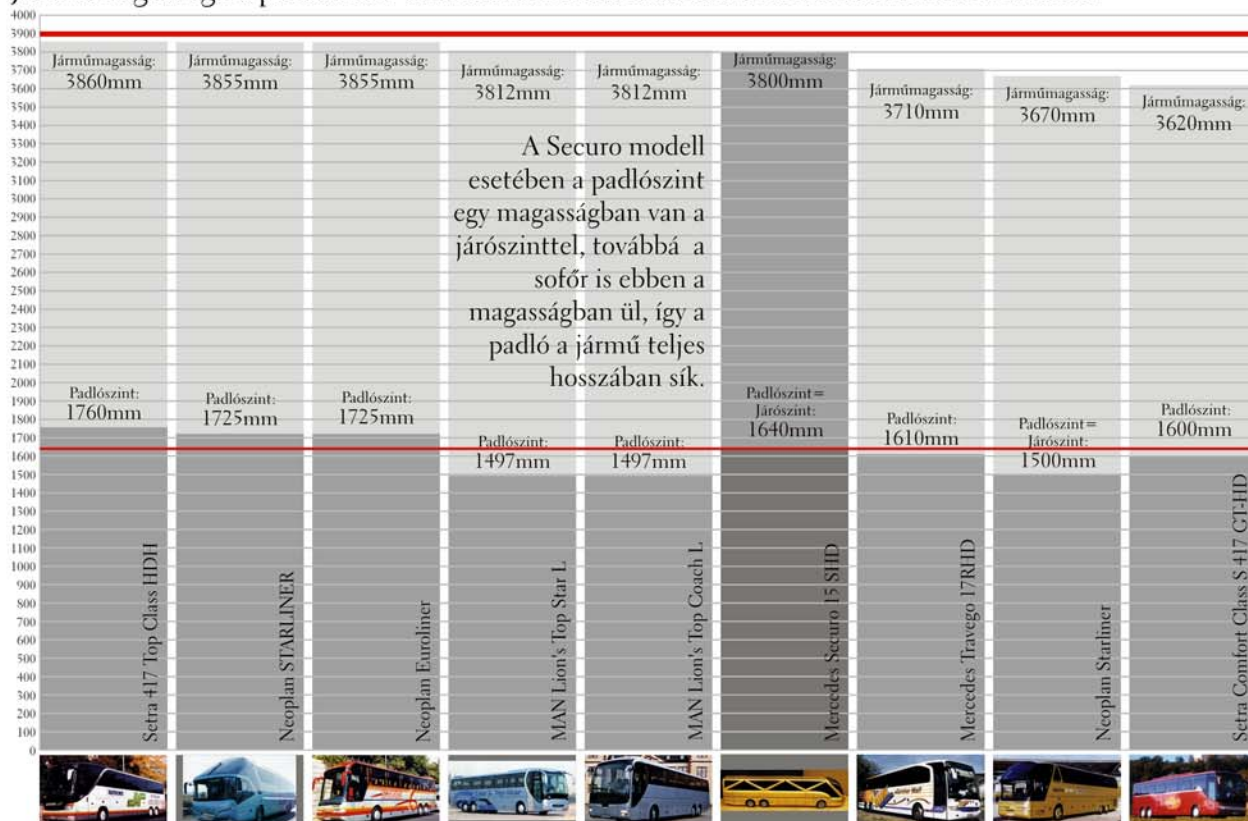 4000
3900
3800
3700
3600
3500
3400
3300
3200
3100
3000
2900
2800
2700
2600
2500
2400
2300
2200
2100
2000
1900
1800
1700
1600
1500
1400
1300
1200
1100
1000
900
800
700
600
500
400
300
200
100
0
Járműmagasság:
3860mm
Járműmagasság:
3855mm
Járműmagasság:
3855mm
Járműmagasság:
3812mm
Járműmagasság:
3812mm
Járműmagasság:
3800mm
Járműmagasság:
3710mm
Járműmagasság:
3670mm
Járműmagasság:
3620mm
A Securo modell
esetében a padlószint
egy magasságban van a
járószinttel, továbbá a
sofőr is ebben a
magasságban ül, így a
padló a jármű teljes
hosszában sík.
Padlószint:
1760mm
Padlószint:
1725mm
Padlószint:
1725mm
Padlószint:
1497mm
Padlószint:
1497mm
Padlószint=
Járószint:
1640mm
Padlószint:
1610mm
Padlószint=
Járószint:
1500mm
Padlószint:
1600mm
Setra 417 Top Class HDH
Neoplan STARLINER
Neoplan Euroliner
MAN Lion's Top Star L
MAN Lion's Top Coach L
Mercedes Securo 15 SHD
Mercedes Travego 17RHD
Neoplan Starliner
Setra Comfort Class S 417 GT-HD